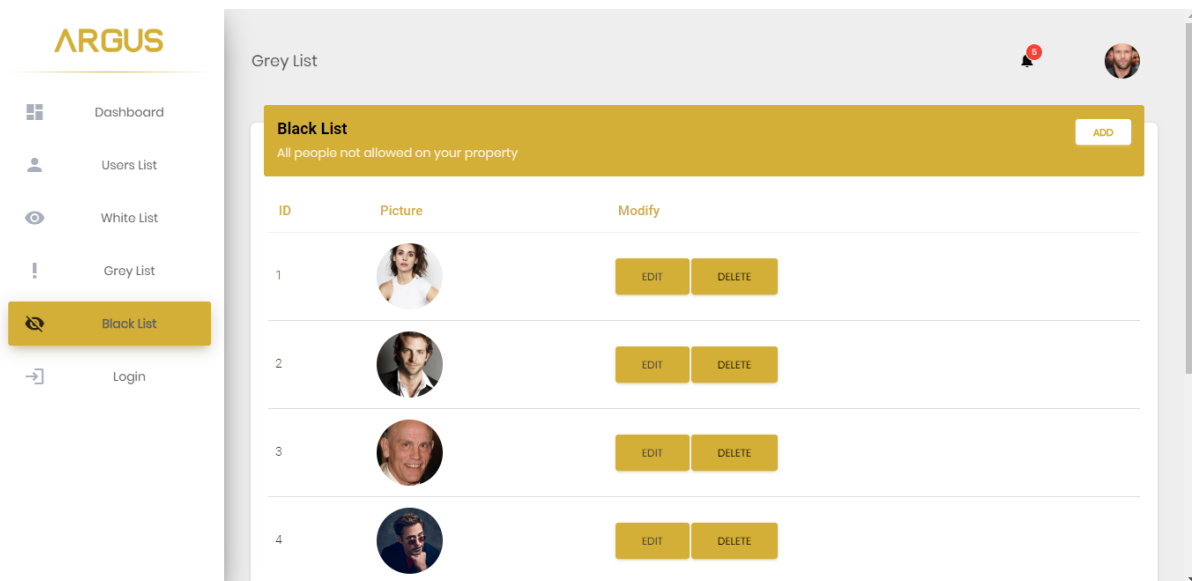 ARGUS
Dashboard
Users List
White List
Grey List
Black List
Login
Grey List
5
Black List
All people not allowed on your property
ADD
ID Picture Modify
1 EDIT DELETE
2 EDIT DELETE
3 EDIT DELETE
4 EDIT DELETE